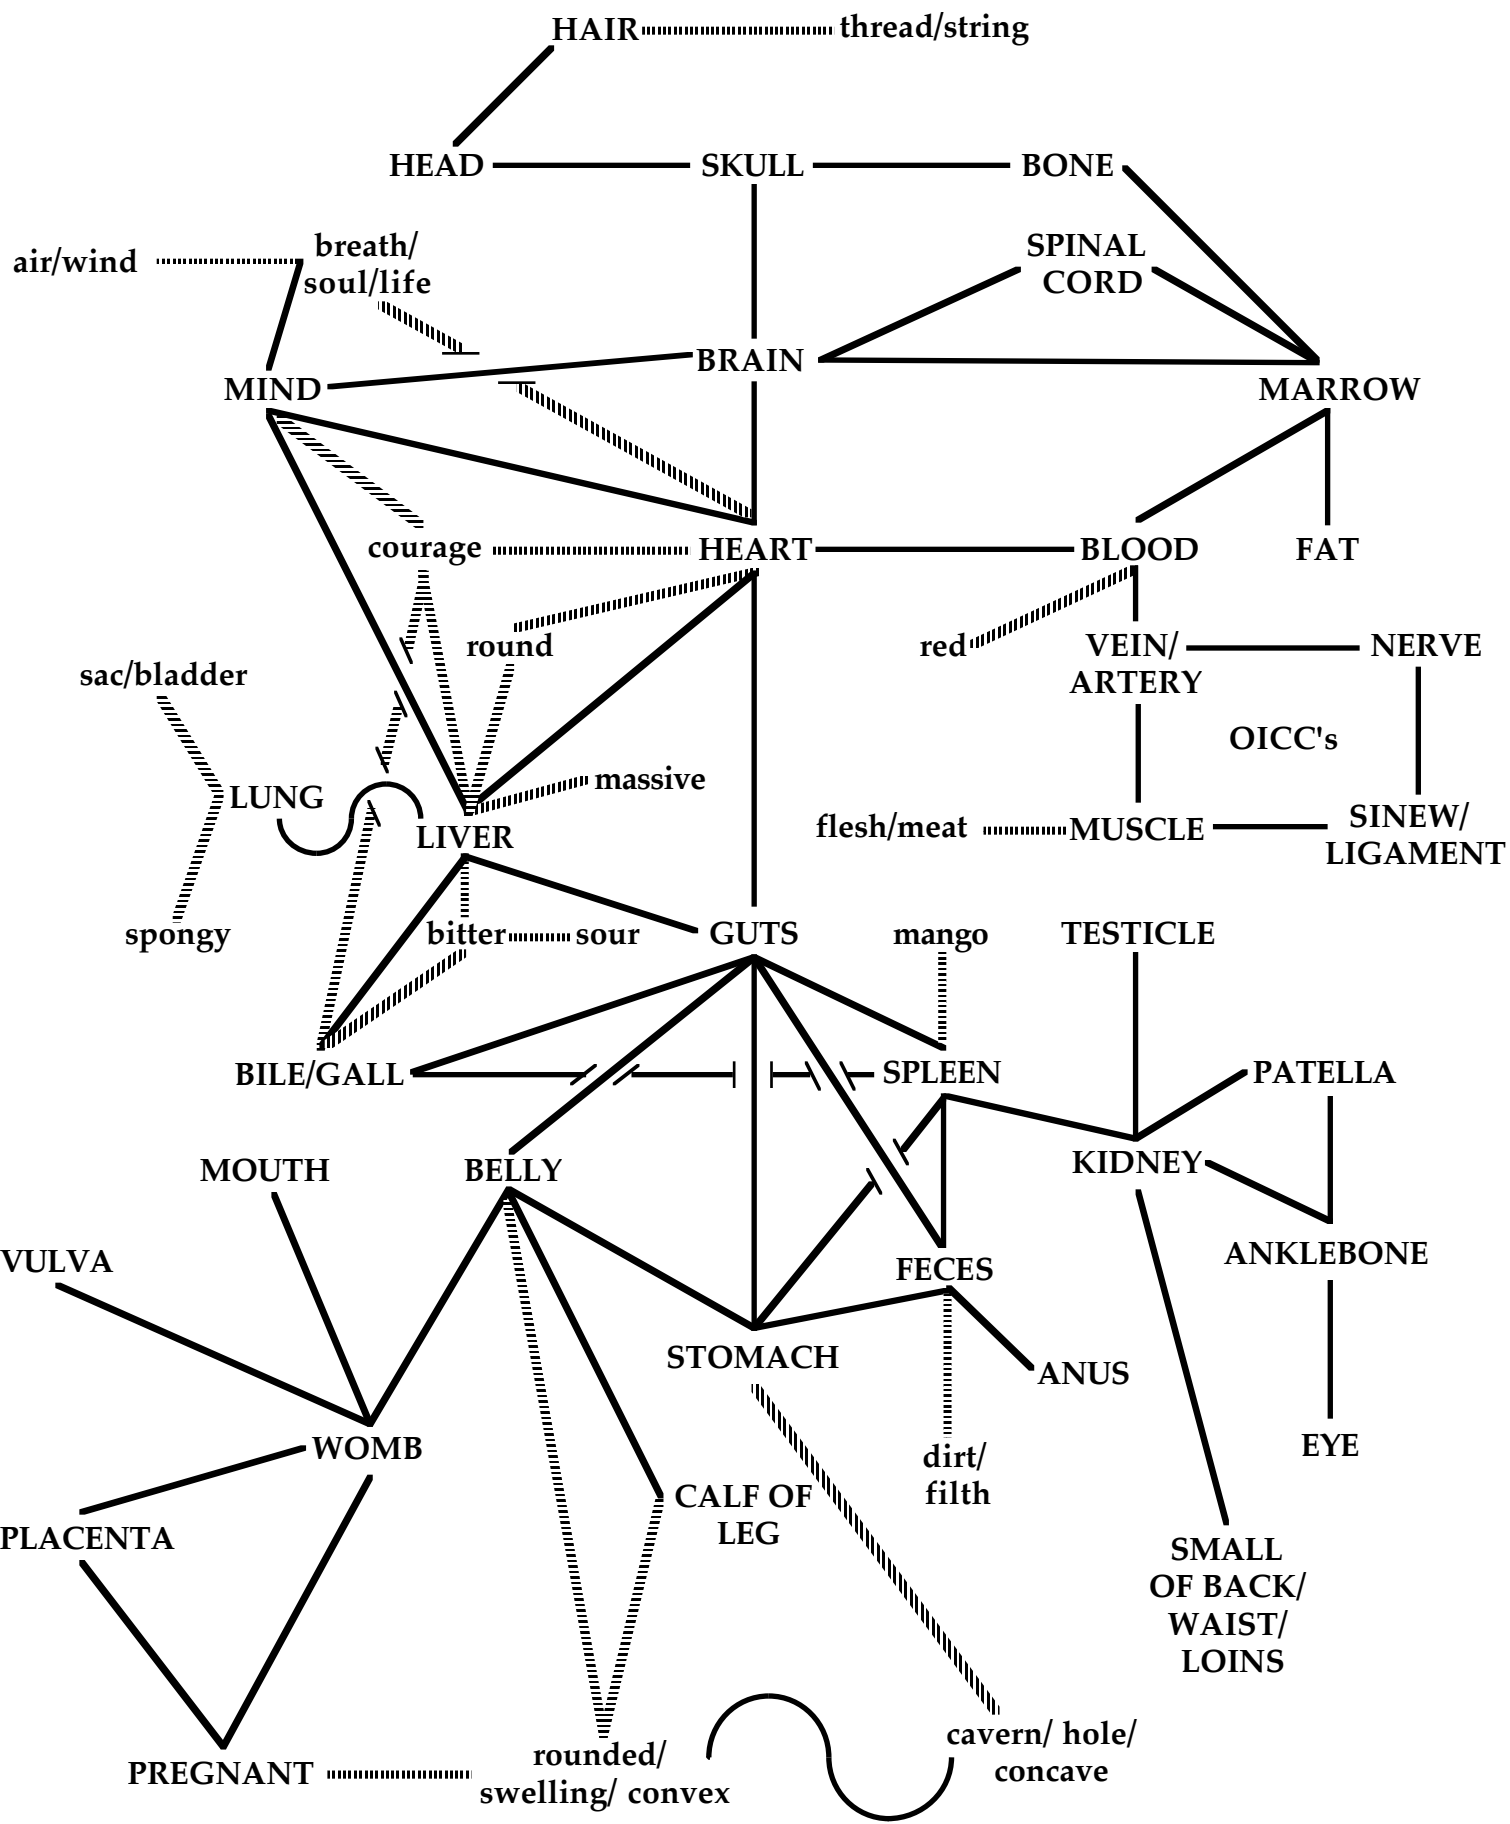 HAIR thread/string
HEAD SKULL BONE
air/wind
breath/
soul/life
SPINAL
CORD
MIND BRAIN MARROW
courage HEART BLOOD FAT
round red
VEIN/
ARTERY
NERVE
sac/bladder
OICC's
LUNG massive
LIVER flesh/meat MUSCLE
SINEW/
LIGAMENT
spongy bitter sour GUTS mango TESTICLE
BILE/GALL SPLEEN PATELLA
MOUTH BELLY KIDNEY
VULVA FECES ANKLEBONE
STOMACH ANUS
WOMB
dirt/
filth
EYE
PLACENTA
CALF OF
LEG
SMALL
OF BACK/
WAIST/
LOINS
PREGNANT
rounded/
swelling/ convex
cavern/ hole/
concave